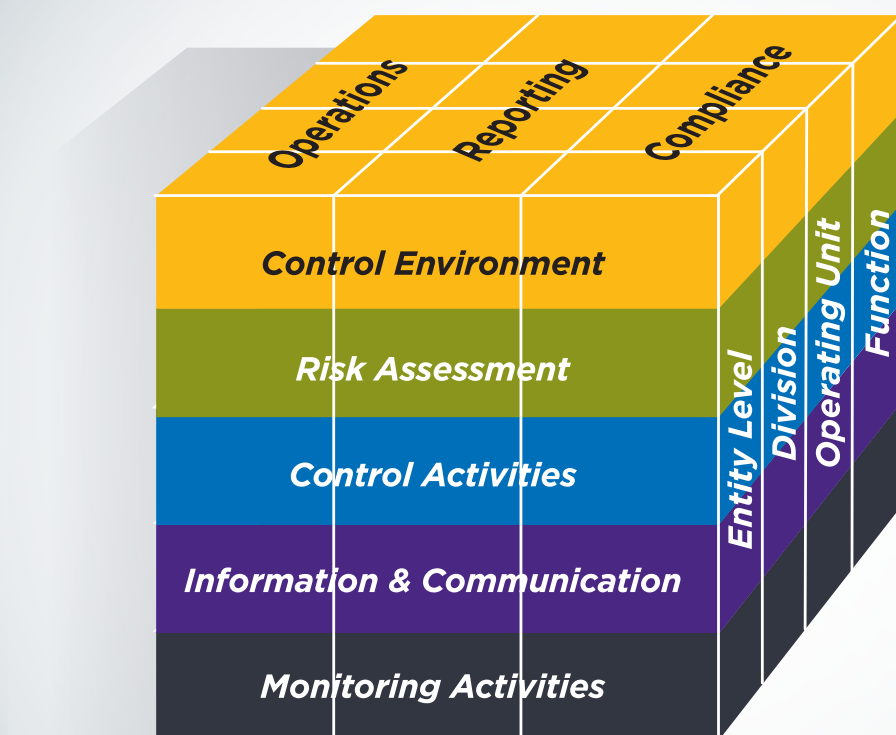 Operations
Reporting
Compliance
Control Environment
Risk Assessment
Control Activities
Information & Communication
Monitoring Activities
Entity Level
Division
Operating Unit
Function